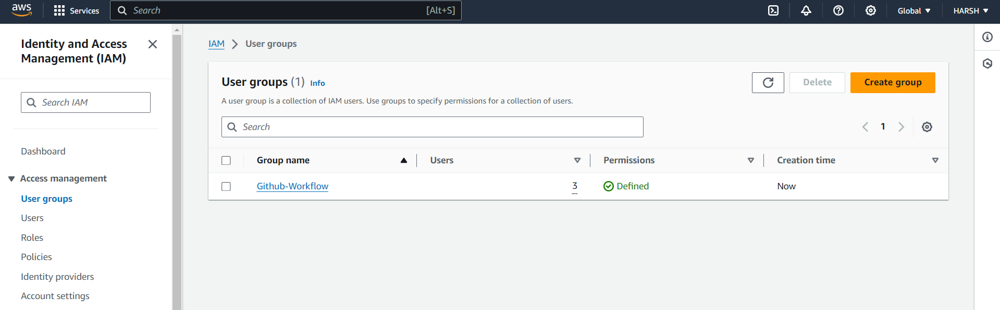 aws
Services
Search
[Alt+S]
Global
HARSH
Identity and Access
Management (IAM)
Search IAM
Dashboard
Access management
User groups
Users
Roles
Policies
Identity providers
Account settings
IAM
User groups
User groups (1) Info
A user group is a collection of IAM users. Use groups to specify permissions for a collection of users.
Delete
Create group
Search
1
Group name
Users
Permissions
Creation time
Github-Workflow
3
Defined
Now